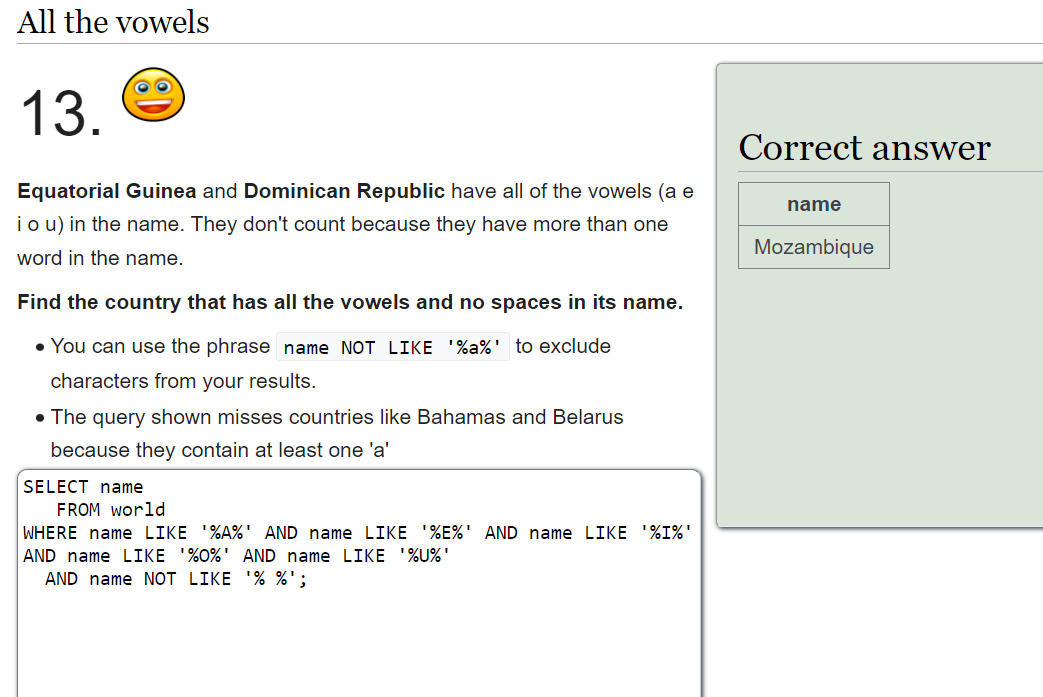 All the vowels
13.
Equatorial Guinea and Dominican Republic have all of the vowels (a e
i o u) in the name. They don't count because they have more than one
word in the name.
Find the country that has all the vowels and no spaces in its name.
• You can use the phrase name NOT LIKE '%a%' to exclude
characters from your results.
• The query shown misses countries like Bahamas and Belarus
because they contain at least one 'a'
SELECT name
FROM world
WHERE name LIKE '%A%' AND name LIKE '%E%' AND name LIKE '%I%'
AND name LIKE '%O%' AND name LIKE '%U%'
AND name NOT LIKE '% %';
Correct answer
name
Mozambique